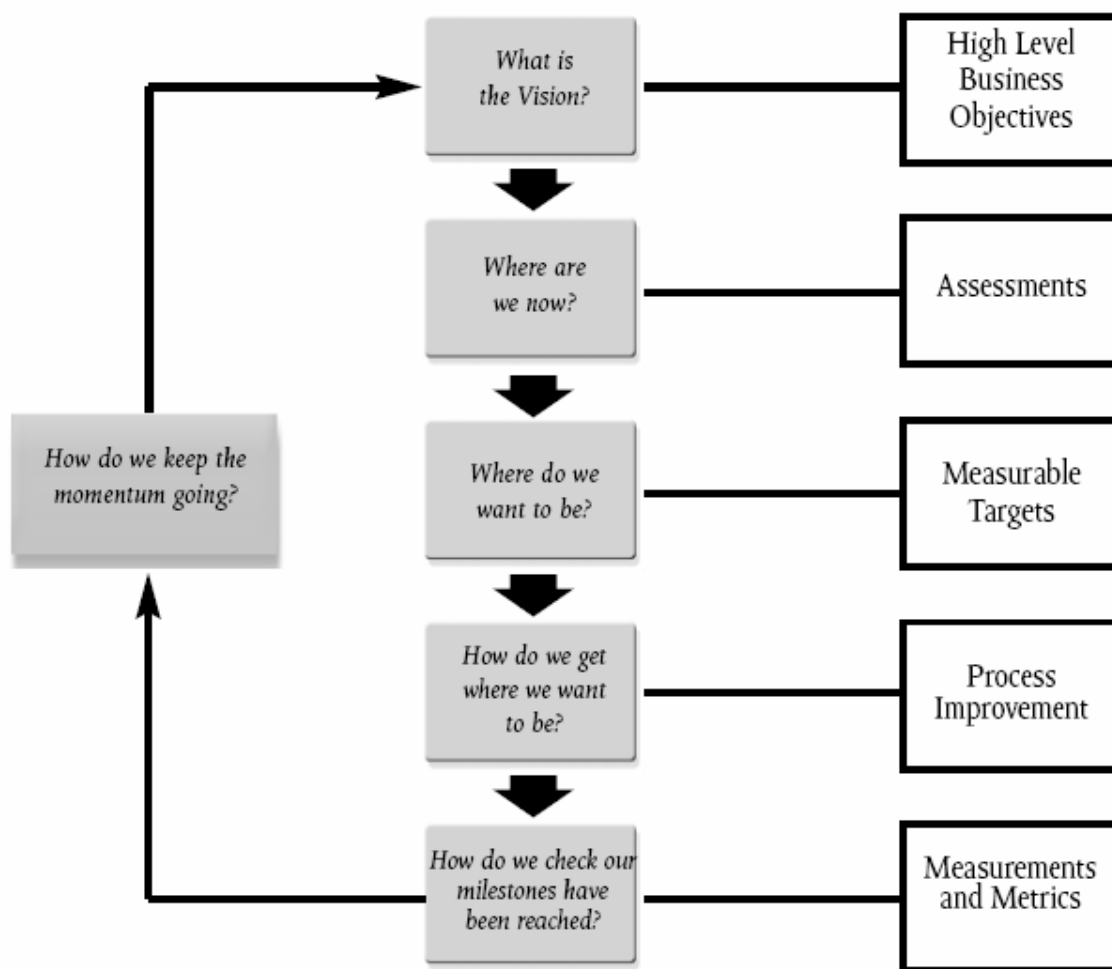 What is
the Vision?
High Level
Business
Objectives
Where are
we now?
Assessments
How do we keep the
momentum going?
Where do we
want to be?
Measurable
Targets
How do we get
where we want
to be?
Process
Improvement
How do we check our
milestones have
been reached?
Measurements
and Metrics